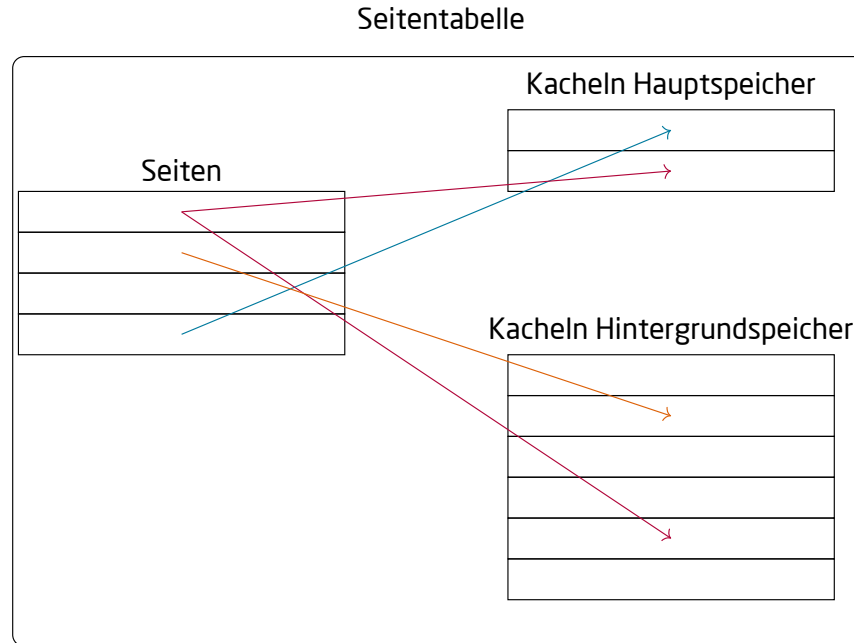 Seitentabelle
Kacheln Hauptspeicher
Seiten
Kacheln Hintergrundspeicher